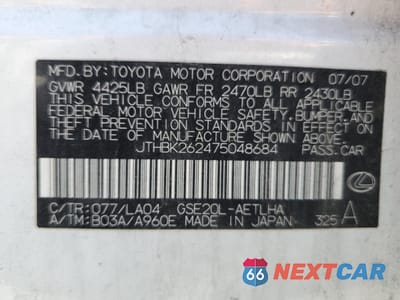 MFD. BY: TOYOTA MOTOR CORPORATION 07/07
GVWR 4425LB GAWR FR 2470LB RR 2430LB
THIS VEHICLE CONFORMS TO ALL APPLICABLE
FEDERAL MOTOR VEHICLE SAFETY, BUMPER, AND
THEFT PREVENTION STANDARDS IN EFFECT ON
THE DATE OF MANUFACTURE SHOWN ABOVE.
JTHBK262475048684 PASS.CAR
C/TR: 077/LA04 GSE20L-AETLHA
A/TM: B03A/A960E MADE IN JAPAN 325 A
66 NEXTCAR